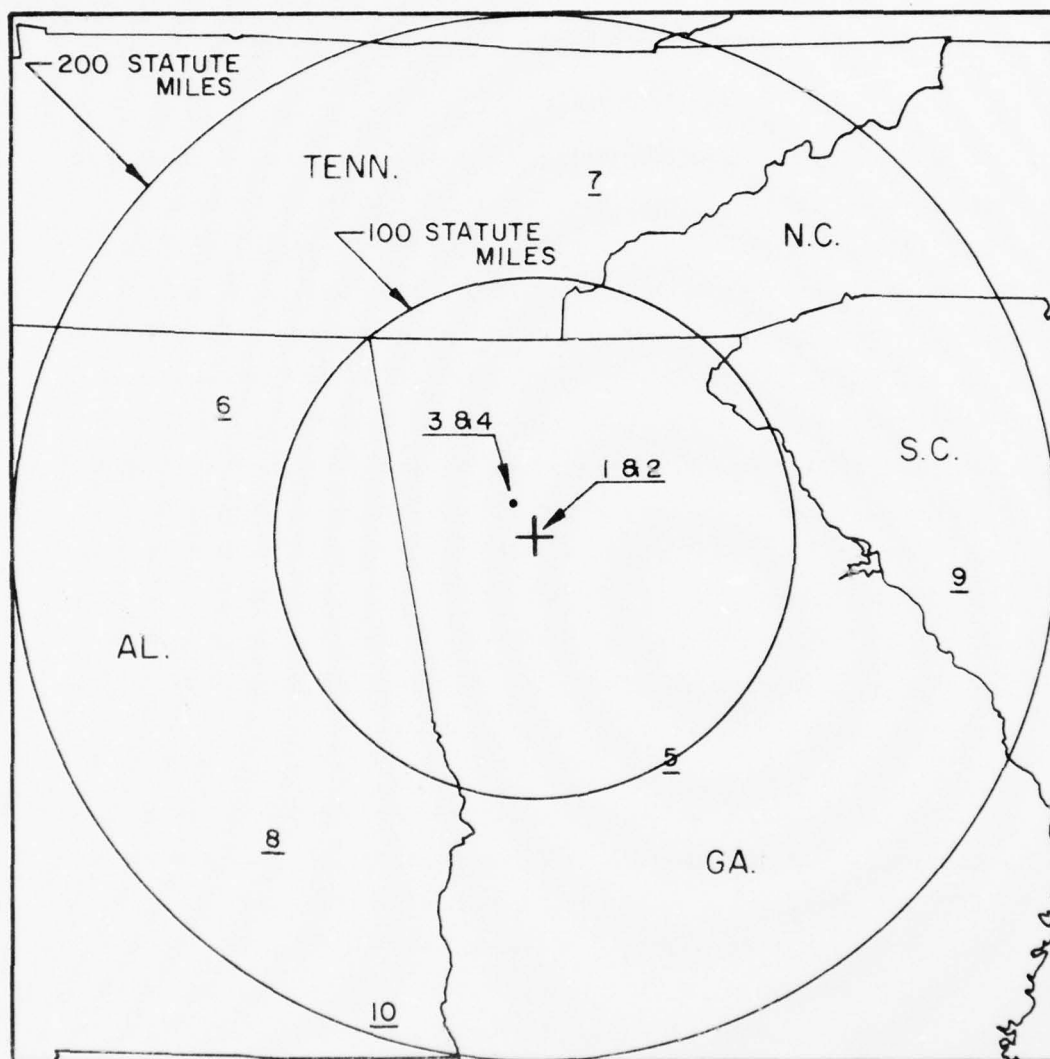 200 STATUTE
MILES
TENN.
7
100 STATUTE
MILES
N.C.
6
3 & 4
1 & 2
S.C.
9
AL.
5
8
GA.
10